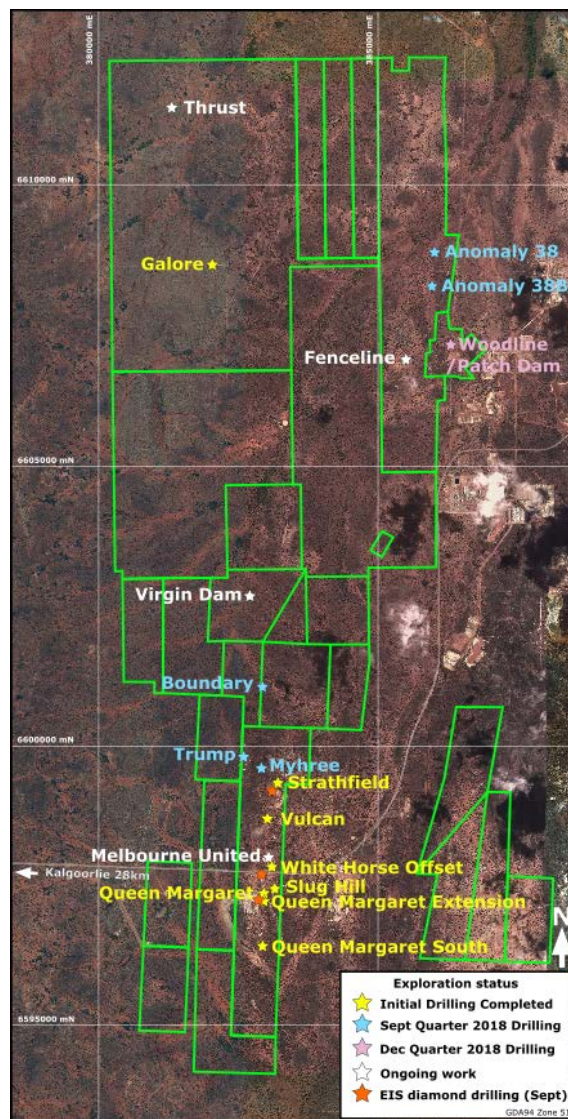 380000 mE
385000 mE
Thrust
6610000 mN
Anomaly 38
Galore
Anomaly 38B
Woodline
/Patch Dam
Fenceline
6605000 mN
Virgin Dam
Boundary
6600000 mN
Trump
Myhree
Strathfield
Vulcan
Melbourne United
Kalgoorlie 28km
White Horse Offset
Slug Hill
Queen Margaret
Queen Margaret Extension
N
Queen Margaret South
6595000 mN
Exploration status
Initial Drilling Completed
Sept Quarter 2018 Drilling
Dec Quarter 2018 Drilling
Ongoing work
EIS diamond drilling (Sept)
GDA94 Zone